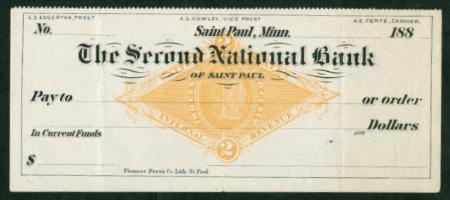 E.S. EDGERTON, PREST A.S. COWLEY, VICE PREST A.E. FERTÉ, CASHIER.
No. Saint Paul, Minn. 188
The Second National Bank
OF SAINT PAUL
Pay to or order
In Current Funds 100 Dollars
INTERNAL REVENUE
2
$
Pioneer Press Co. Lith. St Paul.